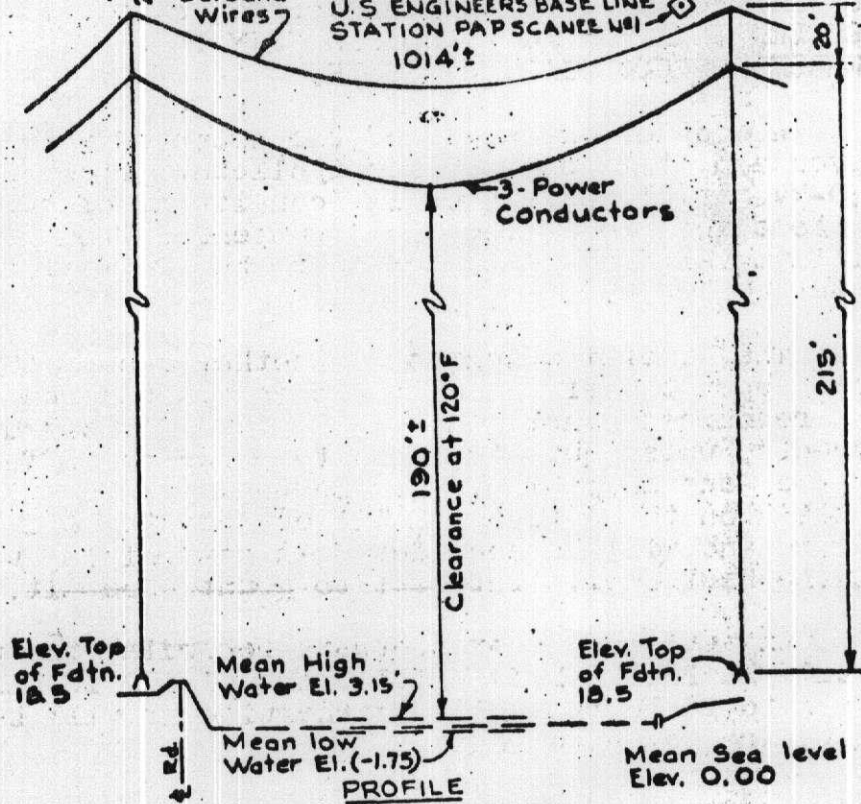 Wires
U.S ENGINEERS BASE LINE
STATION PAPSCANEE Nº1
1014'±
20'
3-Power
Conductors
190'±
Clearance at 120°F
215'
Elev. Top
of Fdtn.
18.5
Mean High
Water El. 3.15'
Mean low
Water El. (-1.75)
Rd.
Elev. Top
of Fdtn.
18.5
Mean Sea level
Elev. 0.00
PROFILE